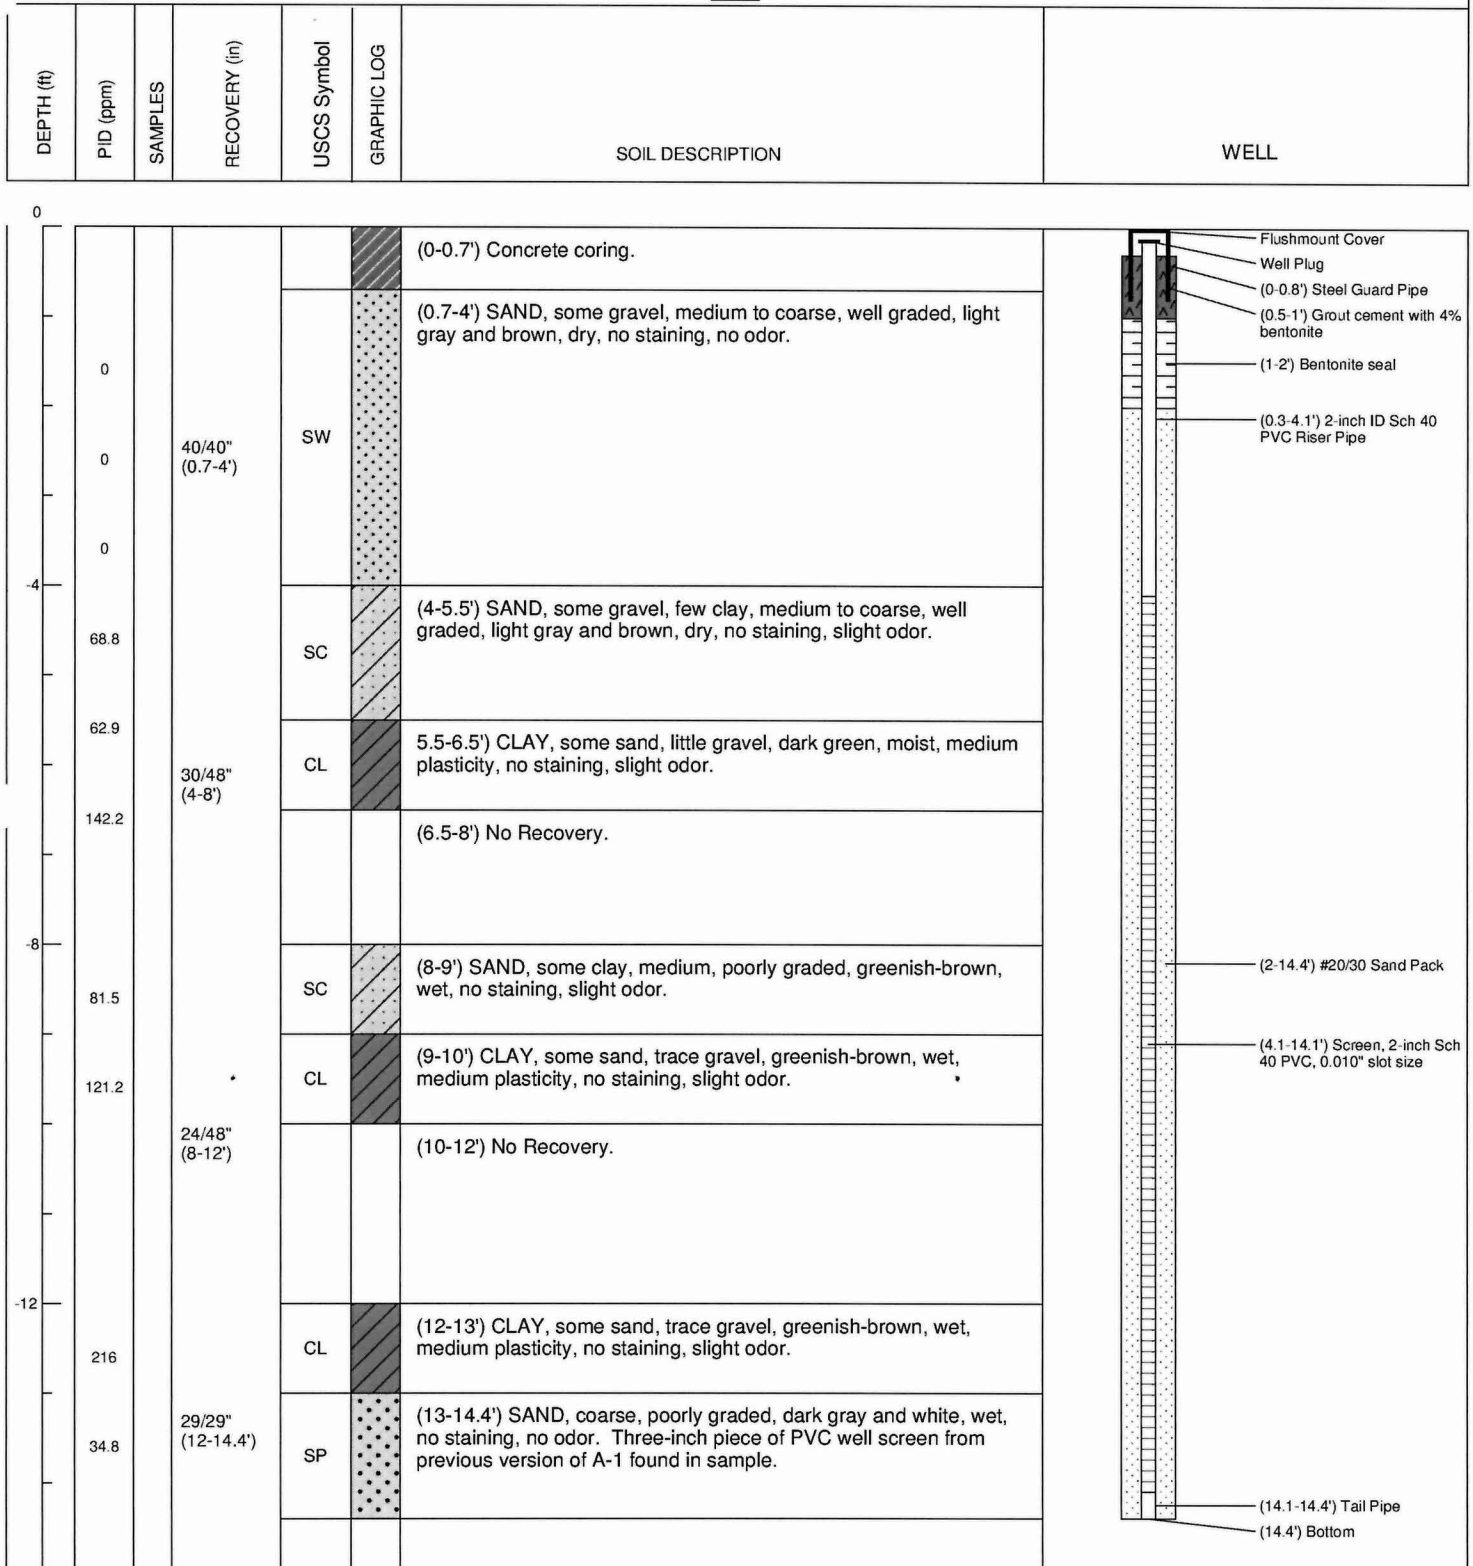 DEPTH (ft)
PID (ppm)
SAMPLES
RECOVERY (in)
USCS Symbol
GRAPHIC LOG
SOIL DESCRIPTION
WELL
0
(0-0.7') Concrete coring.
Flushmount Cover
Well Plug
(0-0.8') Steel Guard Pipe
(0.5-1') Grout cement with 4%
bentonite
(0.7-4') SAND, some gravel, medium to coarse, well graded, light
gray and brown, dry, no staining, no odor.
(1-2') Bentonite seal
0
(0.3-4.1') 2-inch ID Sch 40
PVC Riser Pipe
SW
40/40"
(0.7-4')
0
0
-4
(4-5.5') SAND, some gravel, few clay, medium to coarse, well
graded, light gray and brown, dry, no staining, slight odor.
68.8
SC
62.9
5.5-6.5') CLAY, some sand, little gravel, dark green, moist, medium
plasticity, no staining, slight odor.
CL
30/48"
(4-8')
142.2
(6.5-8') No Recovery.
-8
(8-9') SAND, some clay, medium, poorly graded, greenish-brown,
wet, no staining, slight odor.
SC
81.5
(2-14.4') #20/30 Sand Pack
(9-10') CLAY, some sand, trace gravel, greenish-brown, wet,
medium plasticity, no staining, slight odor.
CL
121.2
(4.1-14.1') Screen, 2-inch Sch
40 PVC, 0.010" slot size
24/48"
(8-12')
(10-12') No Recovery.
-12
(12-13') CLAY, some sand, trace gravel, greenish-brown, wet,
medium plasticity, no staining, slight odor.
CL
216
29/29"
(12-14.4')
(13-14.4') SAND, coarse, poorly graded, dark gray and white, wet,
no staining, no odor. Three-inch piece of PVC well screen from
previous version of A-1 found in sample.
34.8
SP
(14.1-14.4') Tail Pipe
(14.4') Bottom